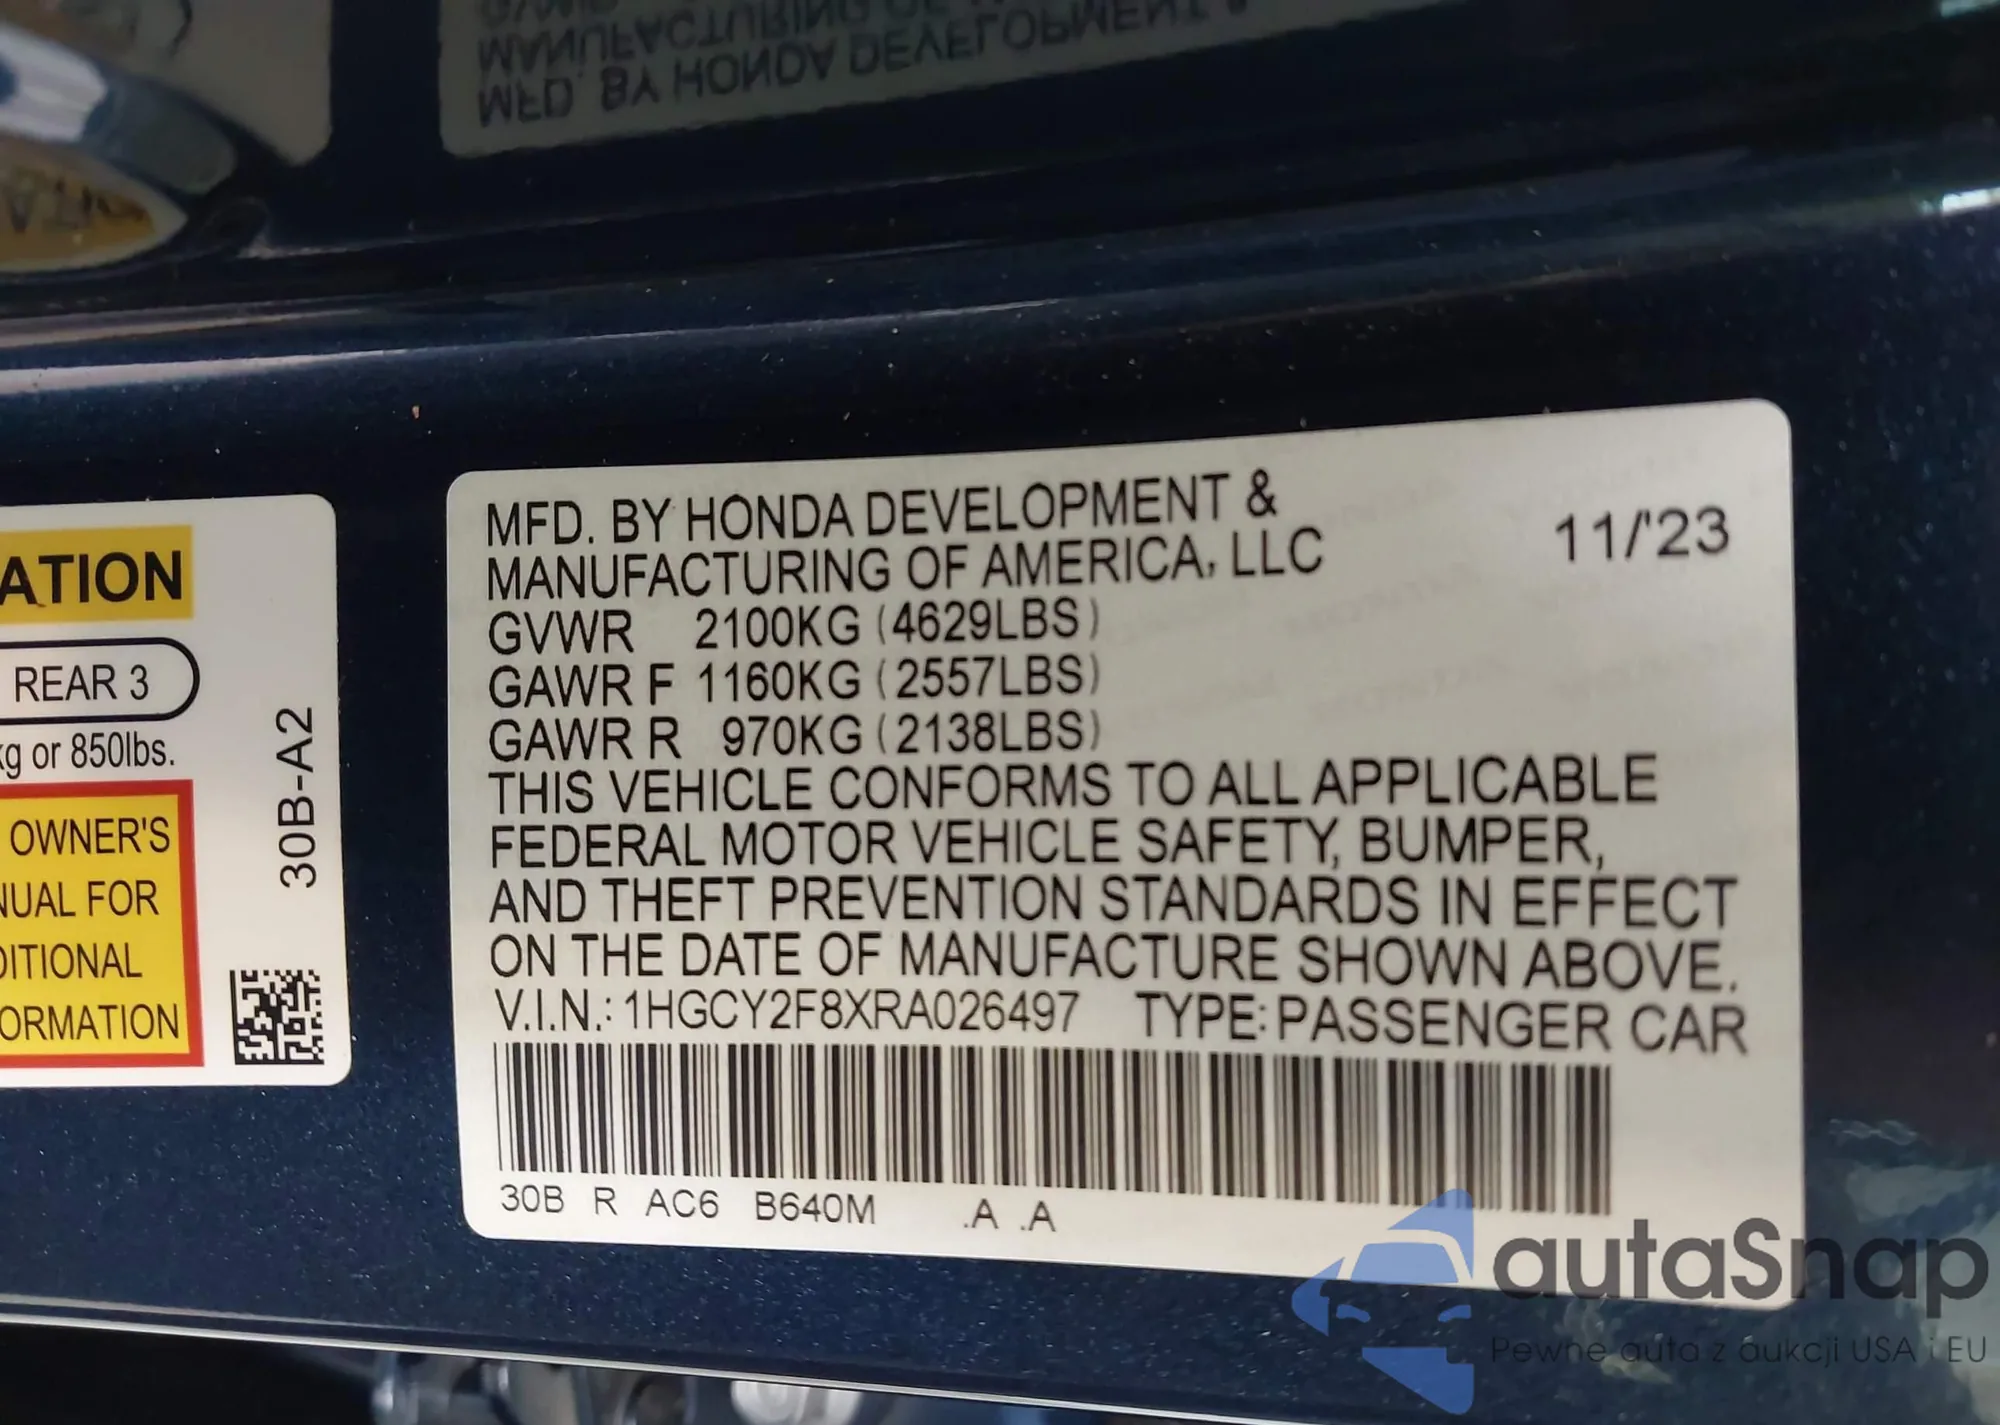 MANUFACTURING OF
MFD. BY HONDA DEVELOPMENT &
ATION
REAR 3
kg or 850lbs.
OWNER'S
NUAL FOR
DITIONAL
ORMATION
30B-A2
MFD. BY HONDA DEVELOPMENT &
MANUFACTURING OF AMERICA, LLC
11/'23
GVWR 2100KG (4629LBS)
GAWR F 1160KG (2557LBS)
GAWR R 970KG (2138LBS)
THIS VEHICLE CONFORMS TO ALL APPLICABLE
FEDERAL MOTOR VEHICLE SAFETY, BUMPER,
AND THEFT PREVENTION STANDARDS IN EFFECT
ON THE DATE OF MANUFACTURE SHOWN ABOVE.
V.I.N.: 1HGCY2F8XRA026497 TYPE: PASSENGER CAR
30B R AC6 B640M .A .A
autaSnap
Pewne auta z aukcji USA i EU